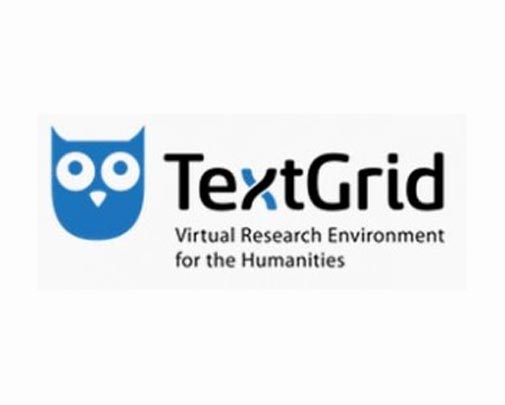 TextGrid
Virtual Research Environment
for the Humanities